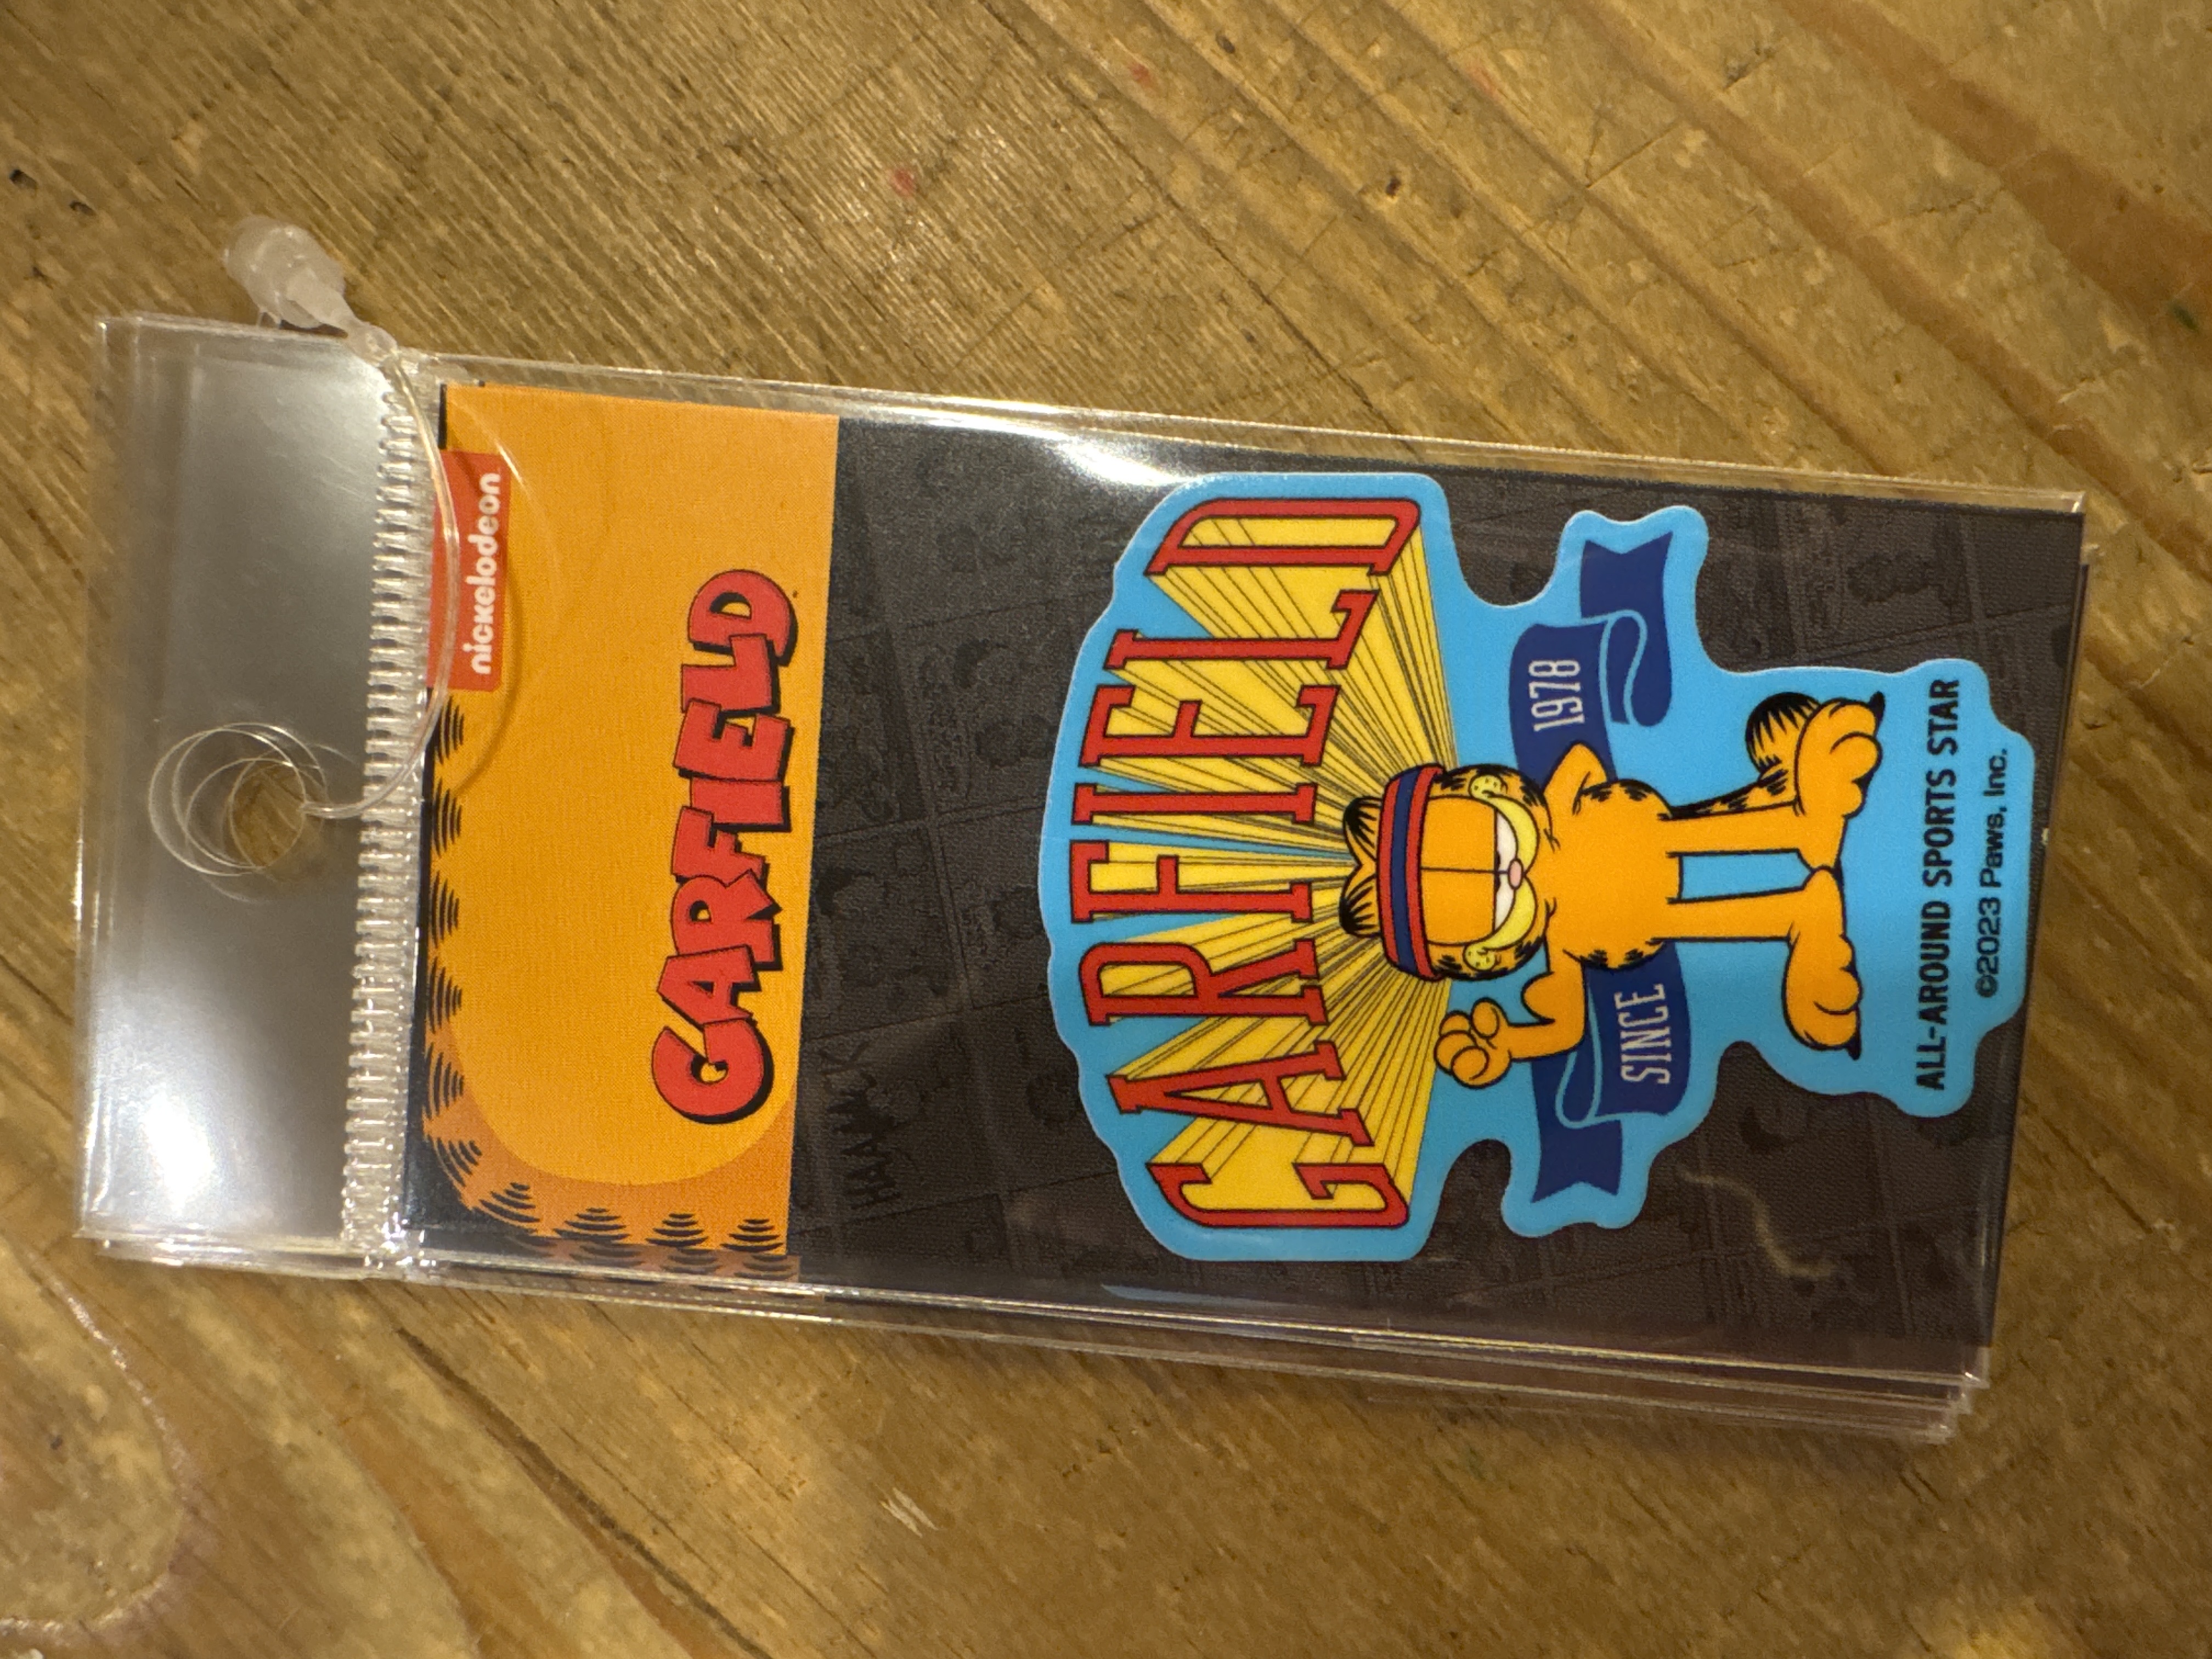 nickelodeon
GARFIELD
GARFIELD
SINCE 1978
ALL-AROUND SPORTS STAR
©2023 Paws, Inc.